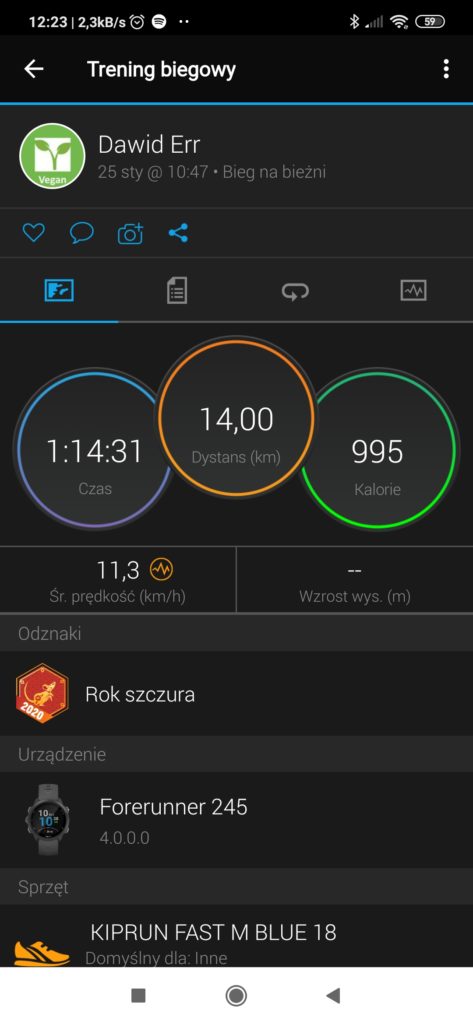 12:23 | 2,3kB/s
59
Trening biegowy
Vegan
Dawid Err
25 sty @ 10:47 • Bieg na bieżni
1:14:31
Czas
14,00
Dystans (km)
995
Kalorie
11,3
Śr. prędkość (km/h)
--
Wzrost wys. (m)
Odznaki
2020
Rok szczura
Urządzenie
Forerunner 245
4.0.0.0
Sprzęt
KIPRUN FAST M BLUE 18
Domyślny dla: Inne